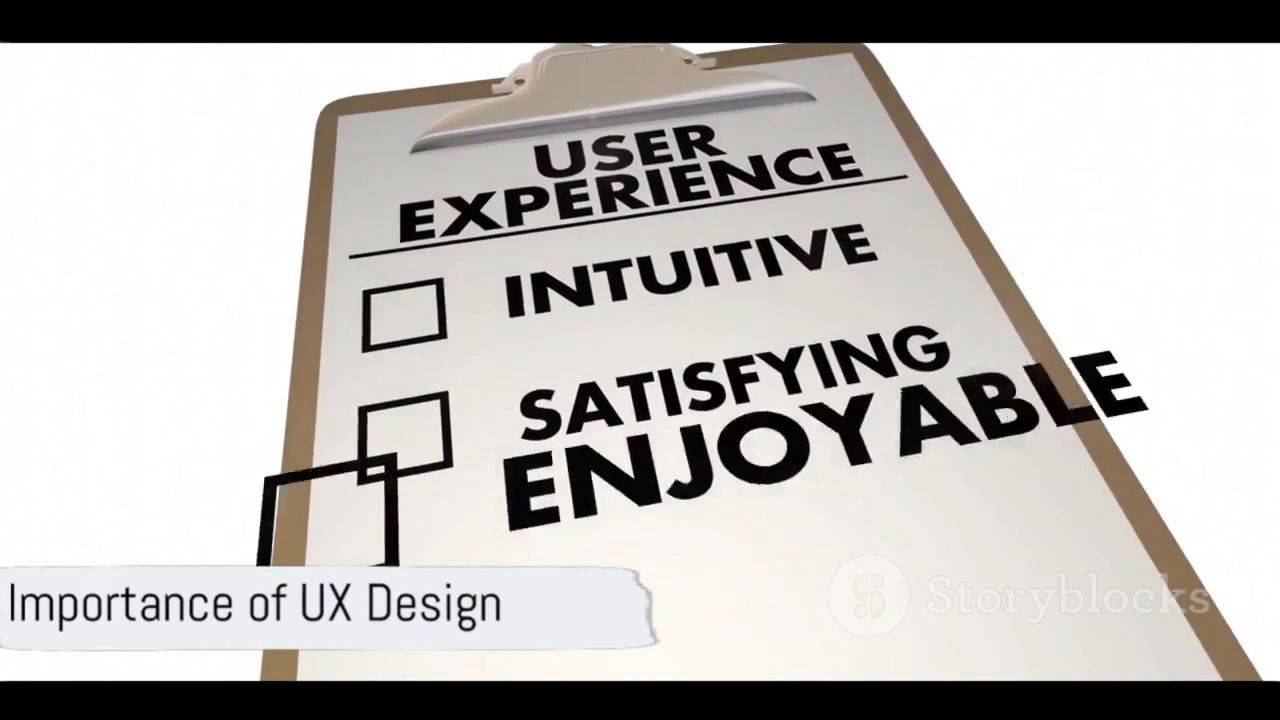 USER
EXPERIENCE
INTUITIVE
SATISFYING
ENJOYABLE
Importance of UX Design
Storyblocks